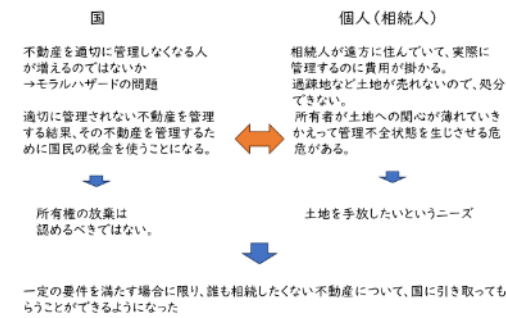 国
不動産を適切に管理しなくなる人
が増えるのではないか
→モラルハザードの問題
適切に管理されない不動産を管理
する結果、その不動産を管理するた
めに国民の税金を使うことになる。
所有権の放棄は
認めるべきではない。
個人(相続人)
相続人が遠方に住んでいて、実際に
管理するのに費用が掛かる。
過疎地など土地が売れないので、処分
できない。
所有者が土地への関心が薄れていき
かえって管理不全状態を生じさせる危
危がある。
土地を手放したいというニーズ
一定の要件を満たす場合に限り、誰も相続したくない不動産について、国に引き取っても
らうことができるようになった